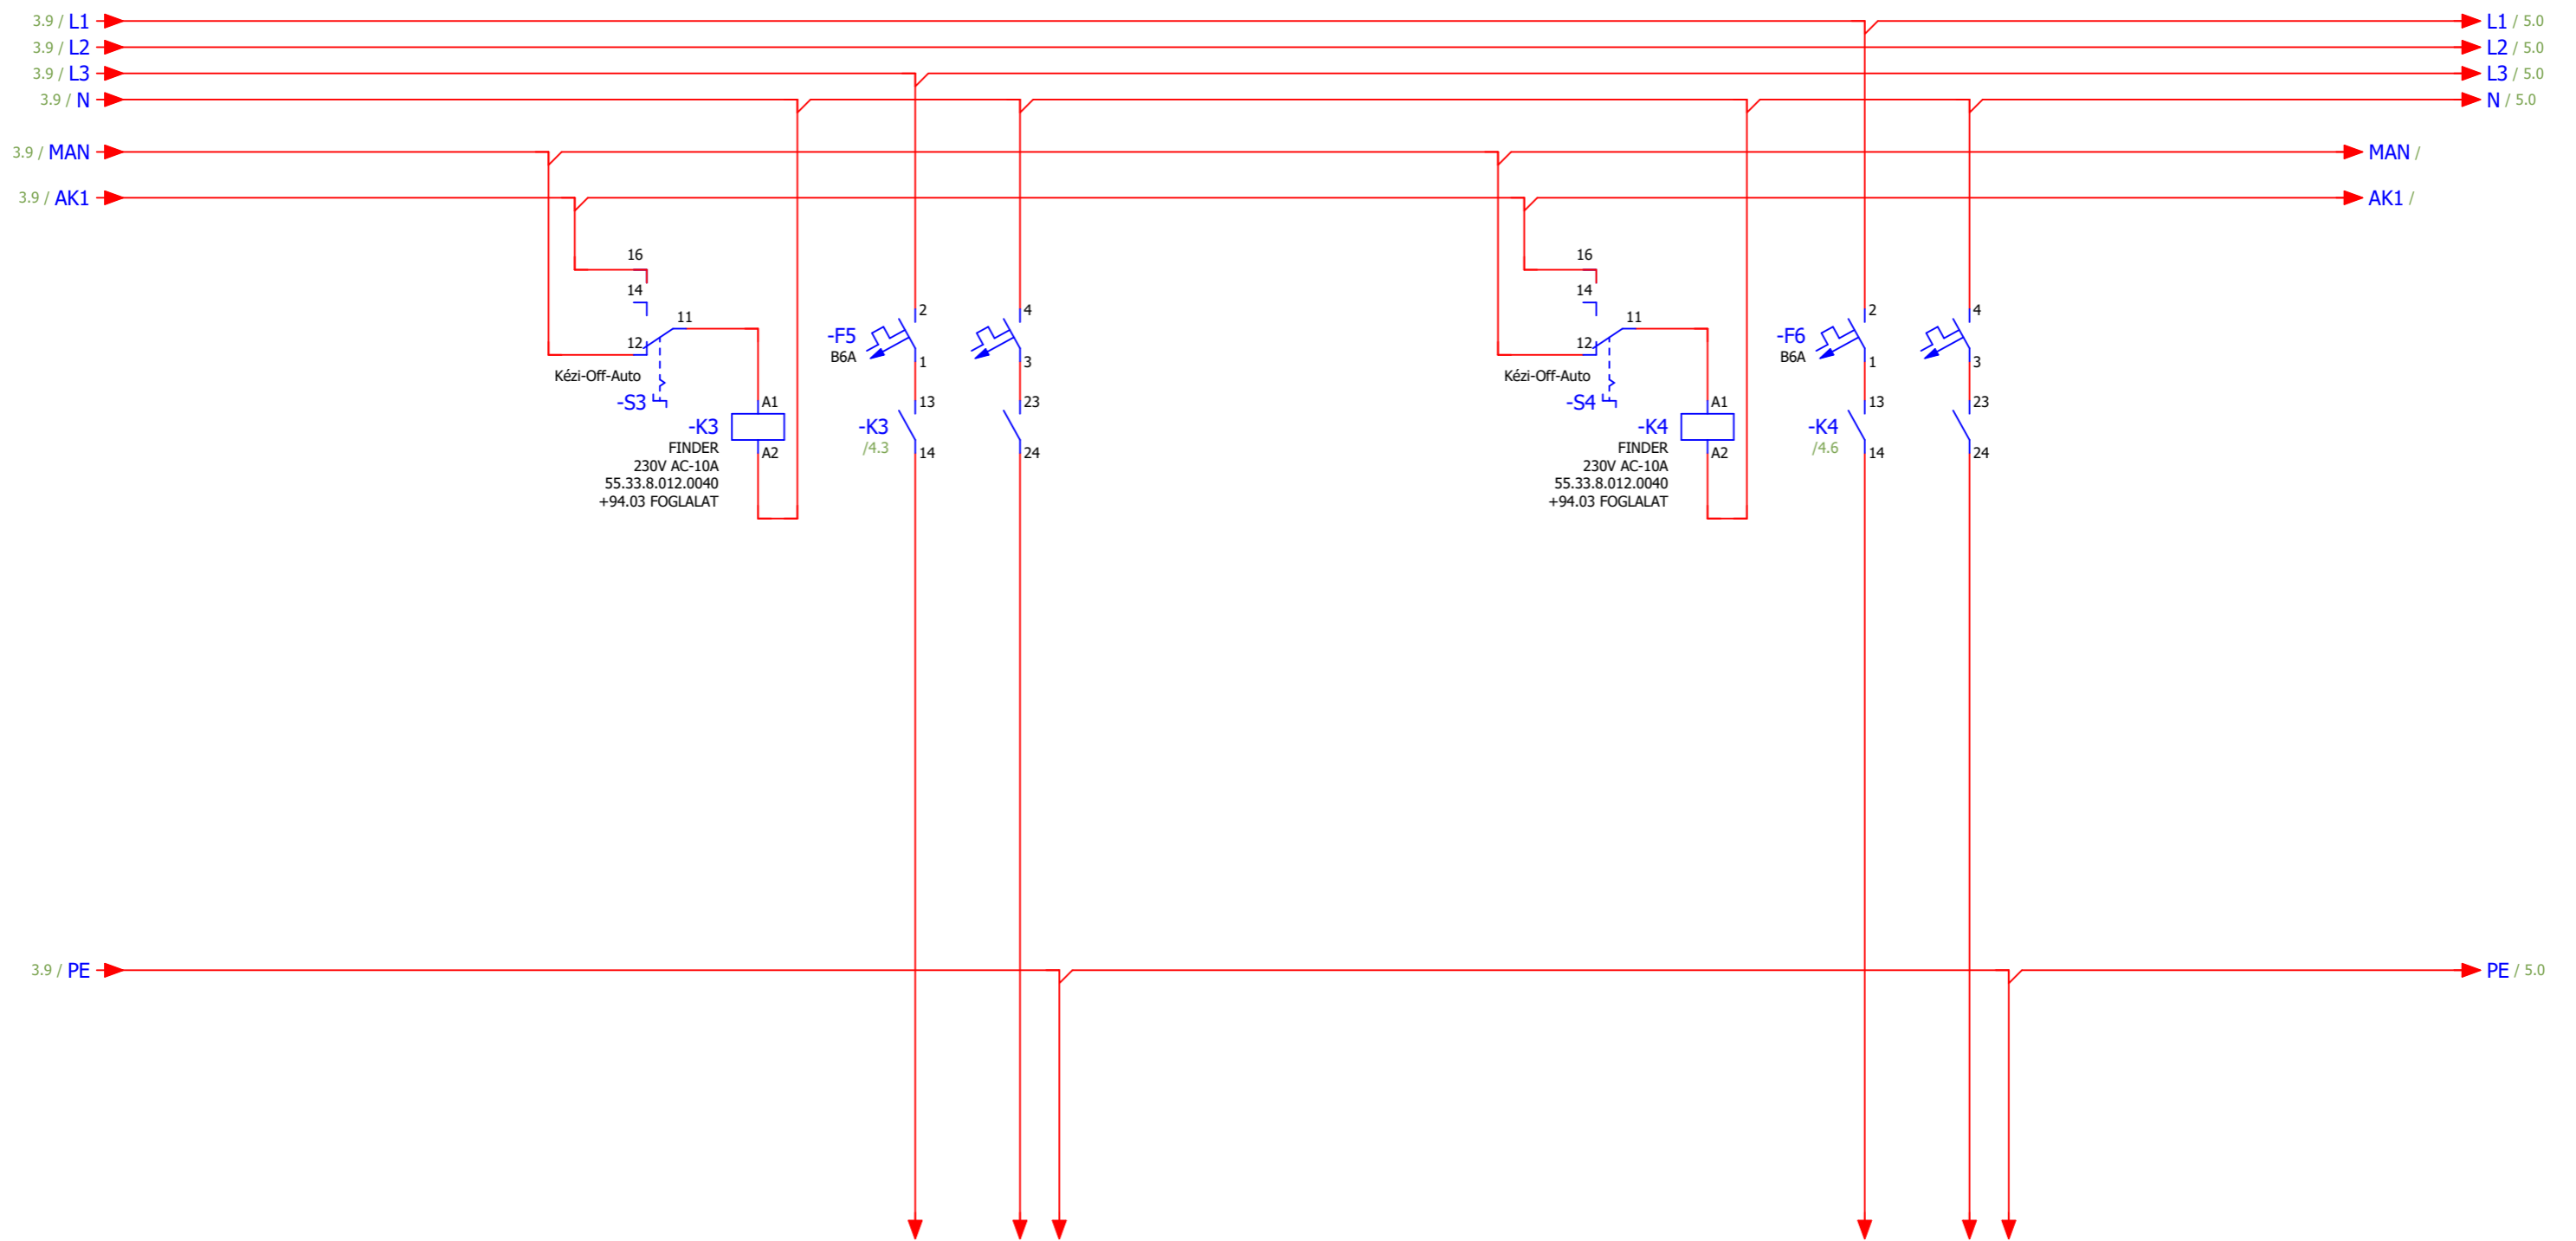 3.9 / L1
L1 / 5.0
3.9 / L2
L2 / 5.0
3.9 / L3
L3 / 5.0
3.9 / N
N / 5.0
3.9 / MAN
MAN /
3.9 / AK1
AK1 /
16
14
11
12
Kézi-Off-Auto
-S3
A1
-K3
A2
FINDER
230V AC-10A
55.33.8.012.0040
+94.03 FOGLALAT
2
-F5
B6A
1
4
3
13
-K3
/4.3
14
23
24
16
14
11
12
Kézi-Off-Auto
-S4
A1
-K4
A2
FINDER
230V AC-10A
55.33.8.012.0040
+94.03 FOGLALAT
2
-F6
B6A
1
4
3
13
-K4
/4.6
14
23
24
3.9 / PE
PE / 5.0